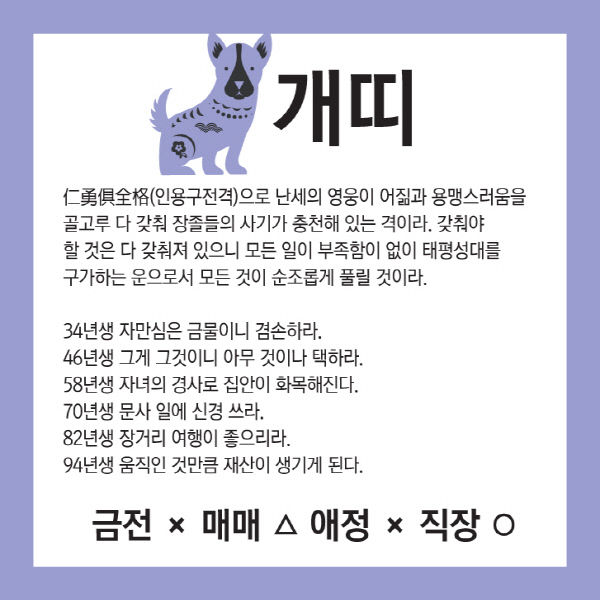 개띠
仁勇俱全格(인용구전격)으로 난세의 영웅이 어짊과 용맹스러움을
골고루 다 갖춰 장졸들의 사기가 충천해 있는 격이라. 갖춰야
할 것은 다 갖춰져 있으니 모든 일이 부족함이 없이 태평성대를
구가하는 운으로서 모든 것이 순조롭게 풀릴 것이라.
34년생 자만심은 금물이니 겸손하라.
46년생 그게 그것이니 아무 것이나 택하라.
58년생 자녀의 경사로 집안이 화목해진다.
70년생 문사 일에 신경 쓰라.
82년생 장거리 여행이 좋으리라.
94년생 움직인 것만큼 재산이 생기게 된다.
금전 × 매매 △ 애정 × 직장 ○